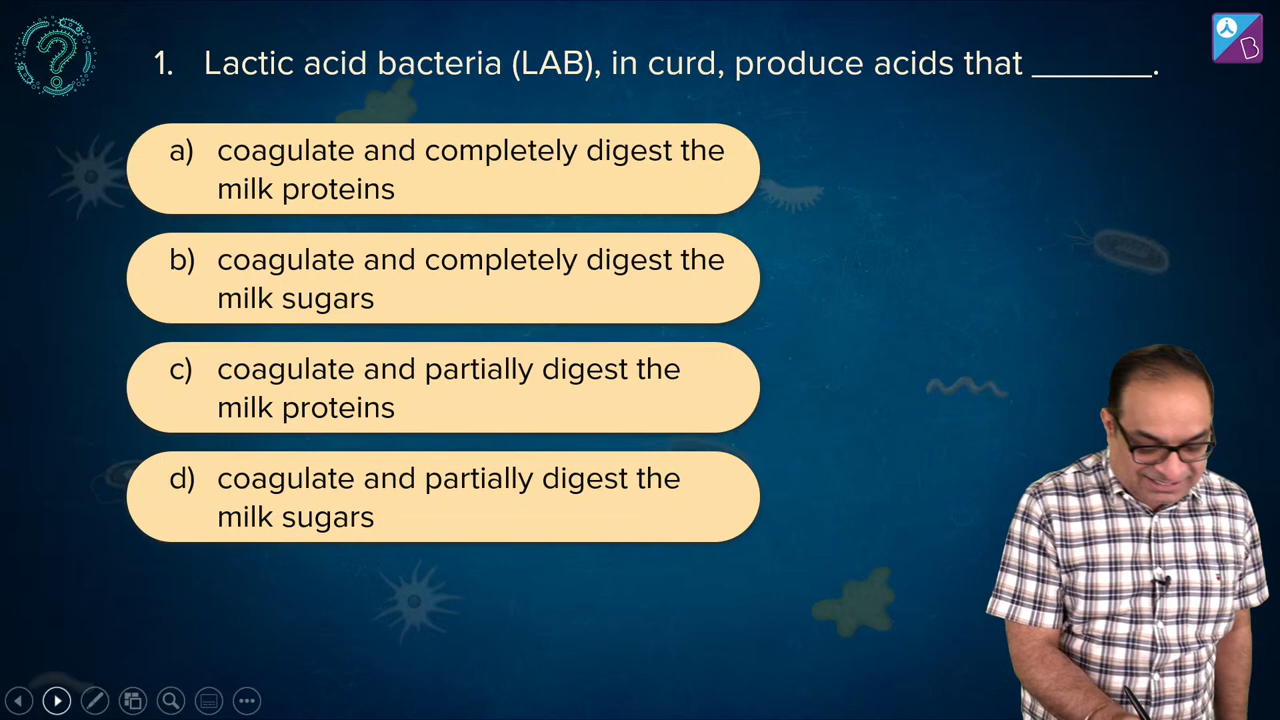 1. Lactic acid bacteria (LAB), in curd, produce acids that _______.
a) coagulate and completely digest the
milk proteins
b) coagulate and completely digest the
milk sugars
c) coagulate and partially digest the
milk proteins
d) coagulate and partially digest the
milk sugars